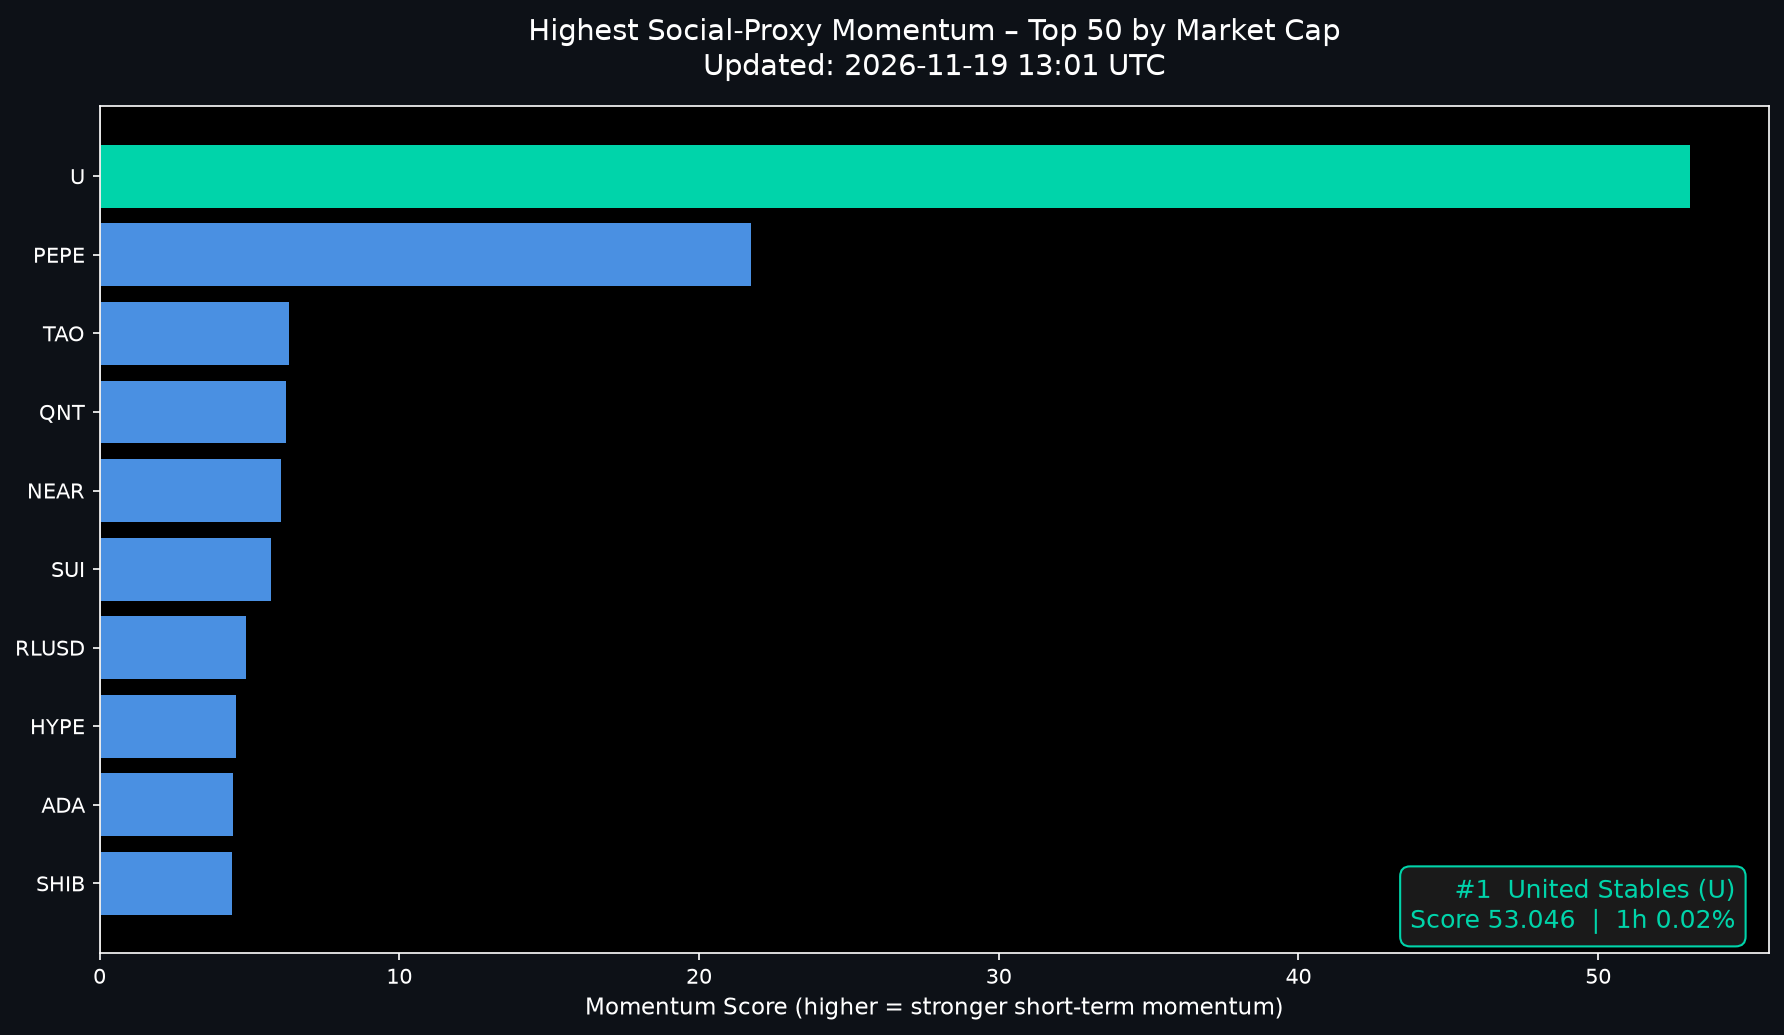 Highest Social-Proxy Momentum – Top 50 by Market Cap
Updated: 2026-11-19 13:01 UTC
U
PEPE
TAO
QNT
NEAR
SUI
RLUSD
HYPE
ADA
SHIB
#1  United Stables (U)
Score 53.046  |  1h 0.02%
0 10 20 30 40 50
Momentum Score (higher = stronger short-term momentum)